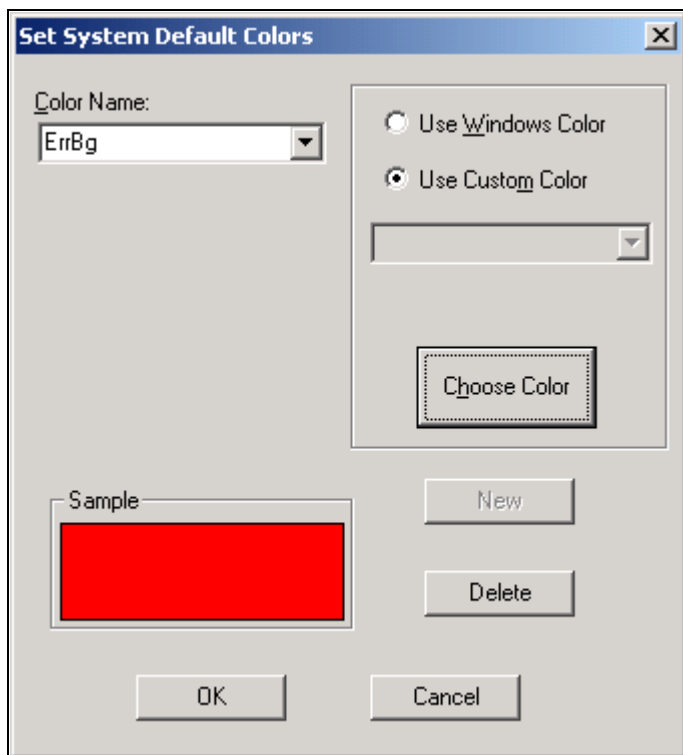 Set System Default Colors
Color Name:
ErrBg
Use Windows Color
Use Custom Color
Choose Color
Sample
New
Delete
OK
Cancel